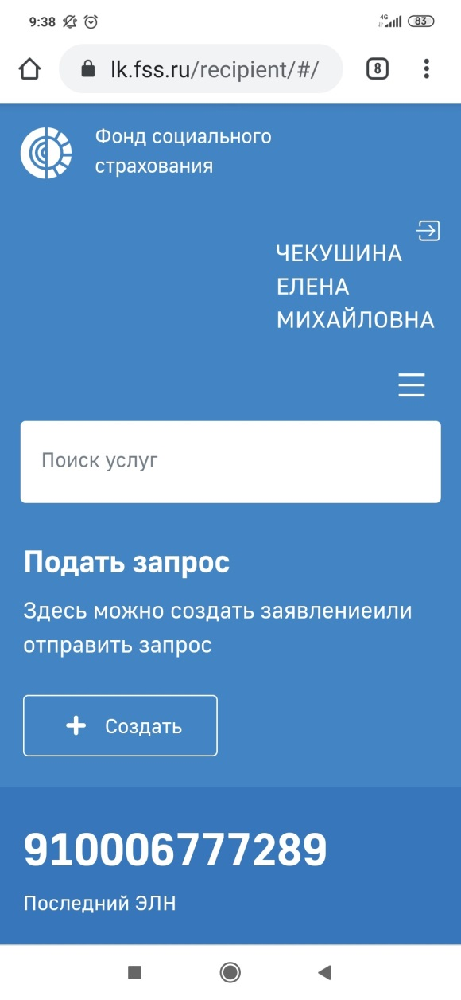 9:38
4G
83
lk.fss.ru/recipient/#/
8
Фонд социального
страхования
ЧЕКУШИНА
ЕЛЕНА
МИХАЙЛОВНА
Поиск услуг
Подать запрос
Здесь можно создать заявлениеили
отправить запрос
+ Создать
910006777289
Последний ЭЛН